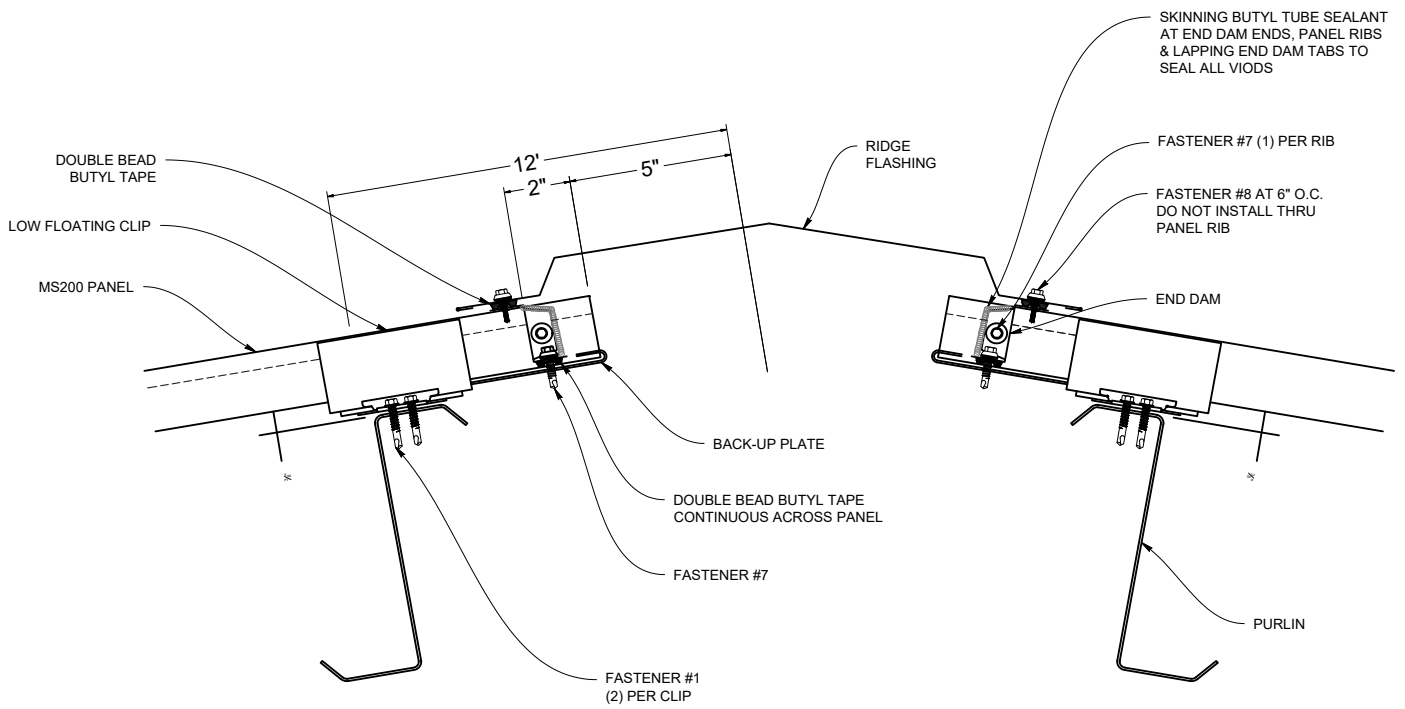 SKINNING BUTYL TUBE SEALANT
AT END DAM ENDS, PANEL RIBS
& LAPPING END DAM TABS TO
SEAL ALL VIODS
DOUBLE BEAD
BUTYL TAPE
12'
2"
5"
RIDGE
FLASHING
FASTENER #7 (1) PER RIB
LOW FLOATING CLIP
FASTENER #8 AT 6" O.C.
DO NOT INSTALL THRU
PANEL RIB
MS200 PANEL
END DAM
BACK-UP PLATE
DOUBLE BEAD BUTYL TAPE
CONTINUOUS ACROSS PANEL
FASTENER #7
PURLIN
FASTENER #1
(2) PER CLIP